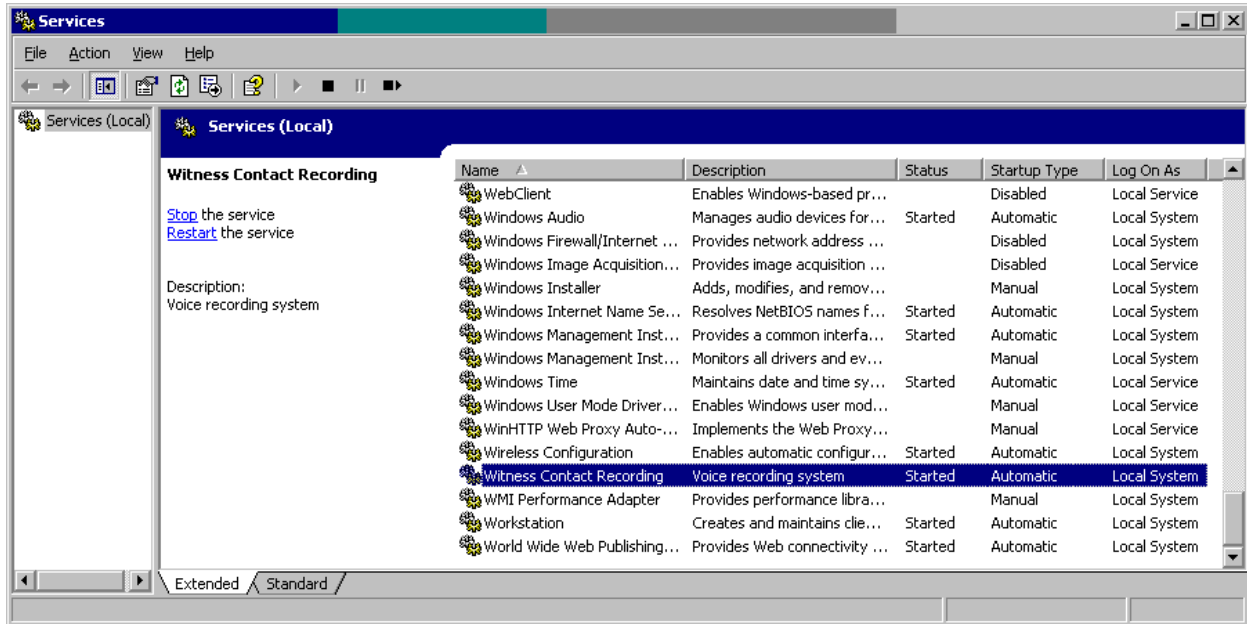 Services
File Action View Help
Services (Local)
Services (Local)
Witness Contact Recording
Stop the service
Restart the service
Description:
Voice recording system
Name Description Status Startup Type Log On As
WebClient Enables Windows-based pr... Disabled Local Service
Windows Audio Manages audio devices for... Started Automatic Local System
Windows Firewall/Internet ... Provides network address ... Disabled Local System
Windows Image Acquisition... Provides image acquisition ... Disabled Local Service
Windows Installer Adds, modifies, and remov... Manual Local System
Windows Internet Name Se... Resolves NetBIOS names f... Started Automatic Local System
Windows Management Inst... Provides a common interfa... Started Automatic Local System
Windows Management Inst... Monitors all drivers and ev... Manual Local System
Windows Time Maintains date and time sy... Started Automatic Local Service
Windows User Mode Driver... Enables Windows user mod... Manual Local Service
WinHTTP Web Proxy Auto-... Implements the Web Proxy... Manual Local Service
Wireless Configuration Enables automatic configur... Started Automatic Local System
Witness Contact Recording Voice recording system Started Automatic Local System
WMI Performance Adapter Provides performance libra... Manual Local System
Workstation Creates and maintains clie... Started Automatic Local System
World Wide Web Publishing... Provides Web connectivity ... Started Automatic Local System
Extended Standard